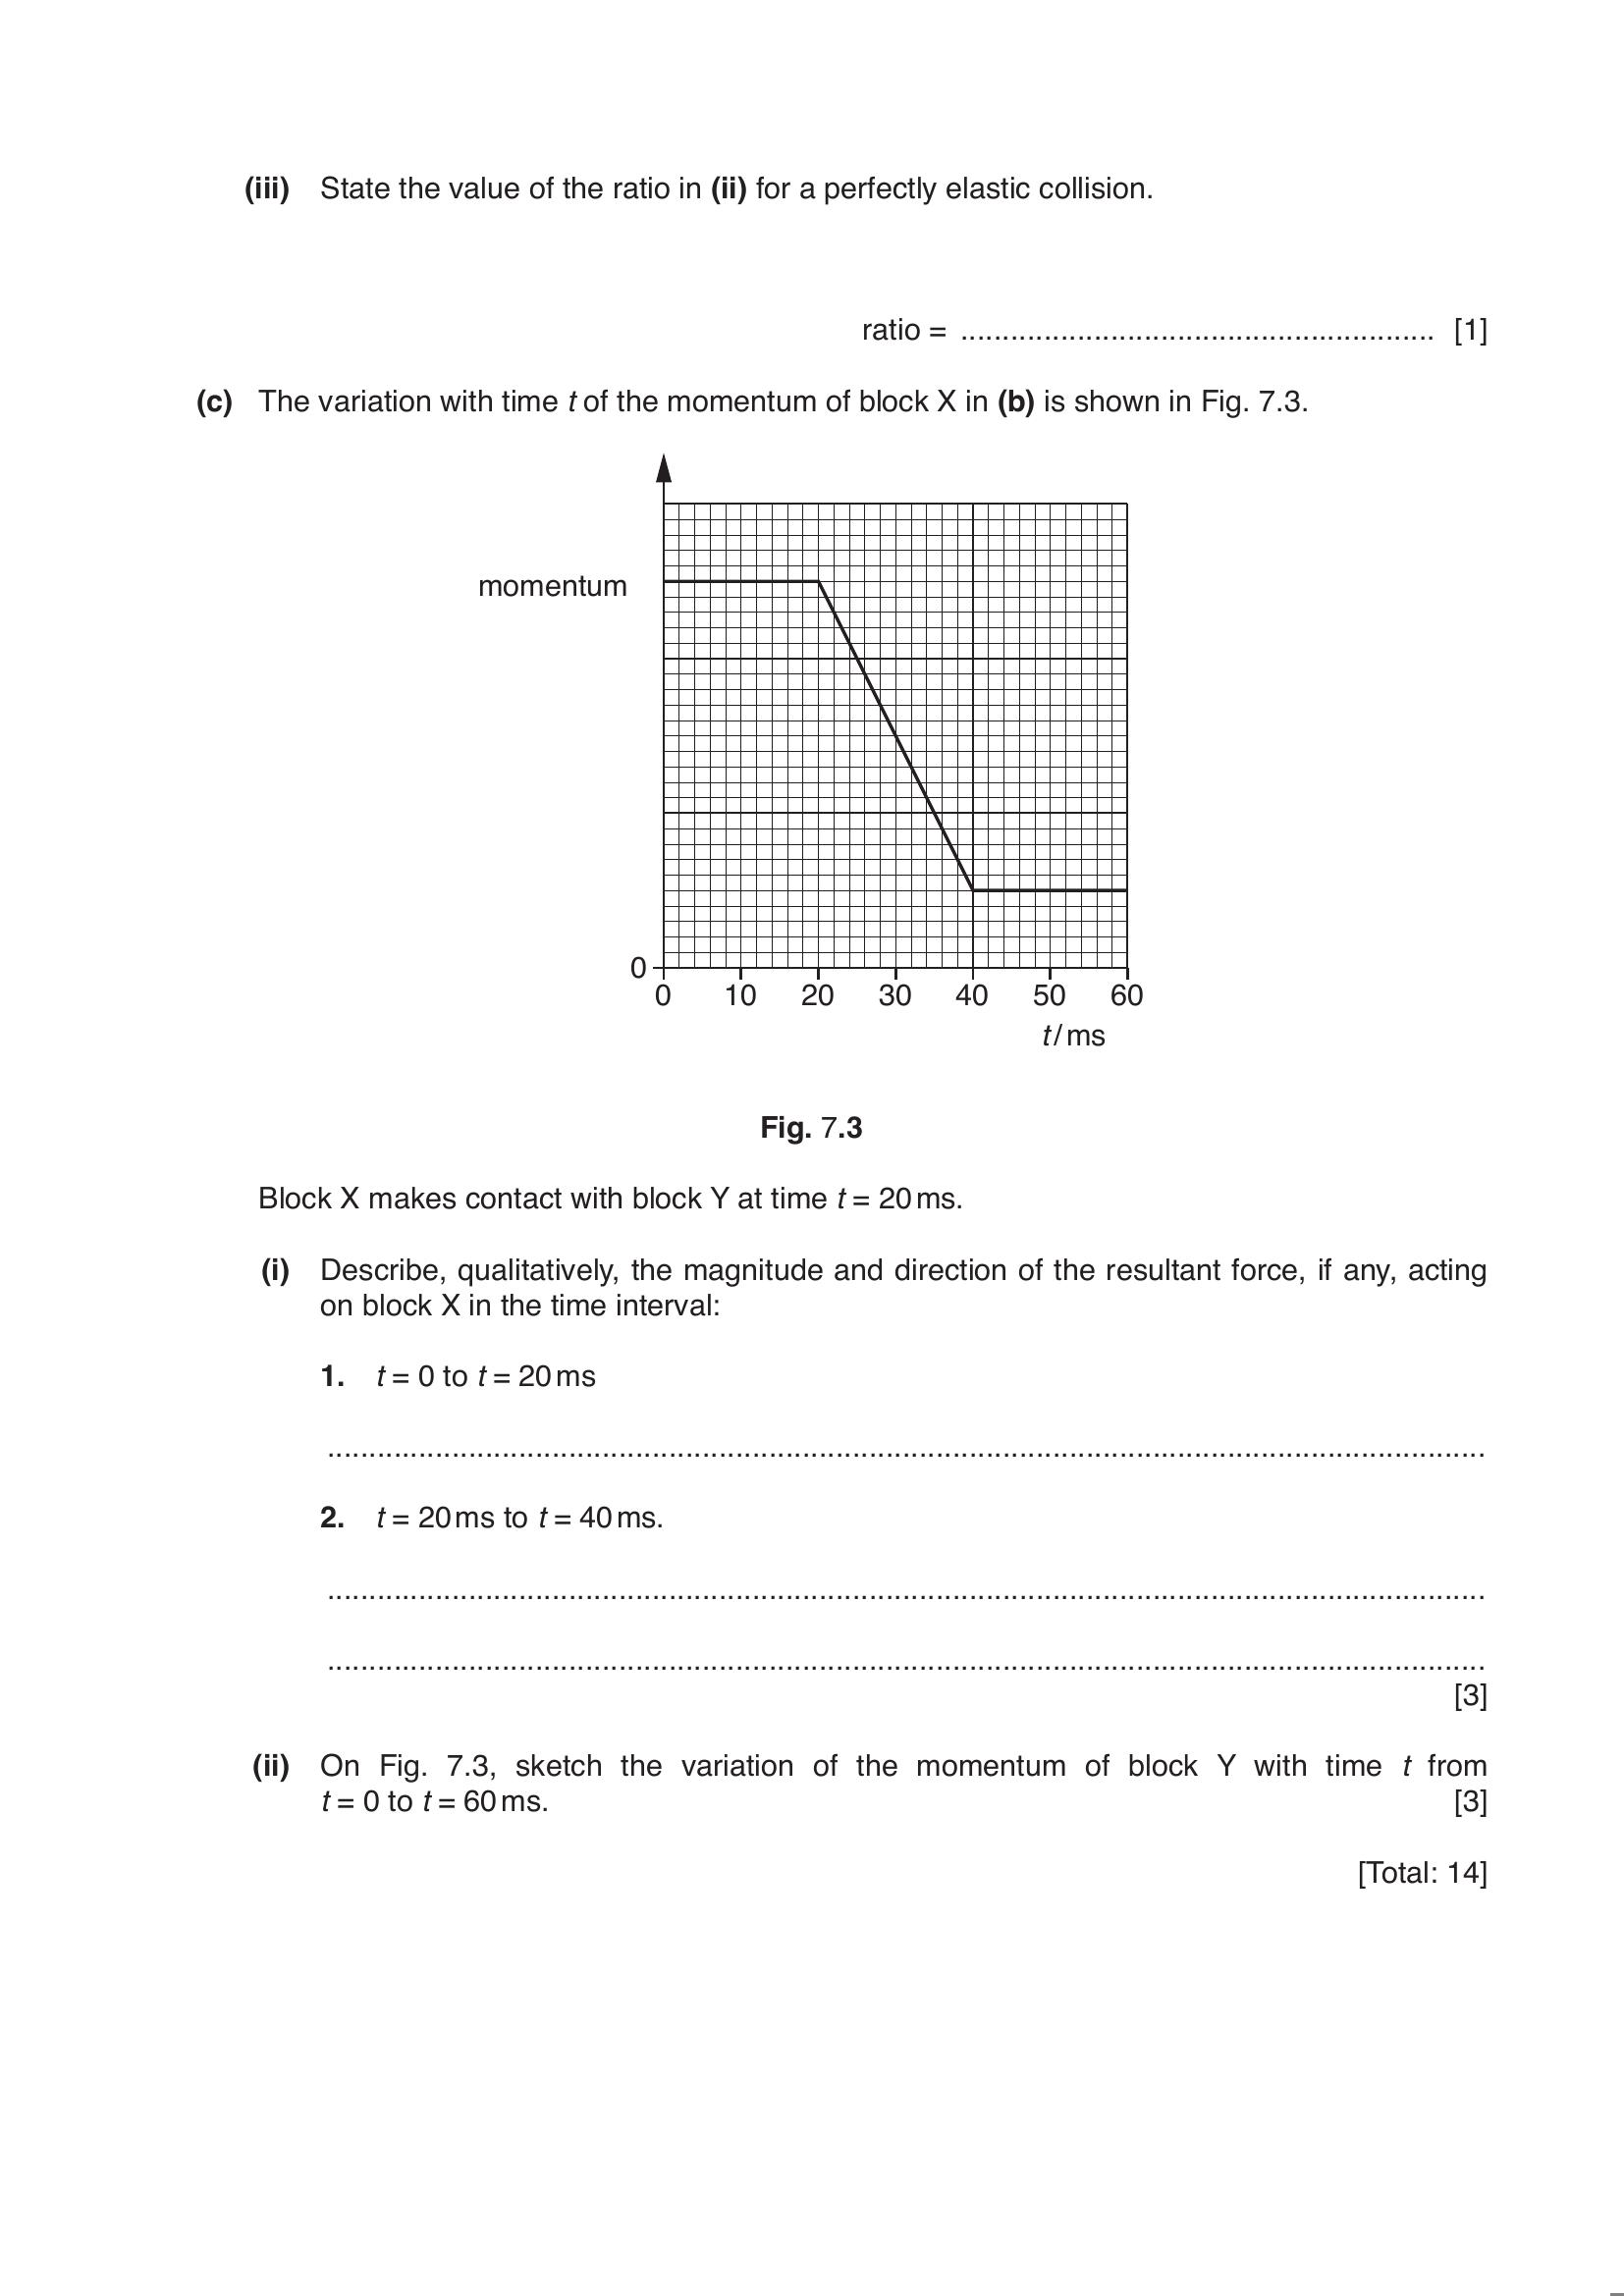 (iii) State the value of the ratio in (ii) for a perfectly elastic collision.
ratio = ......................................................... [1]
(c) The variation with time t of the momentum of block X in (b) is shown in Fig. 7.3.
momentum
0
0 10 20 30 40 50 60
t / ms
Fig. 7.3
Block X makes contact with block Y at time t = 20 ms.
(i) Describe, qualitatively, the magnitude and direction of the resultant force, if any, acting
on block X in the time interval:
1. t = 0 to t = 20 ms
...........................................................................................................................................
2. t = 20 ms to t = 40 ms.
...........................................................................................................................................
...........................................................................................................................................
[3]
(ii) On Fig. 7.3, sketch the variation of the momentum of block Y with time t from
t = 0 to t = 60 ms. [3]
[Total: 14]